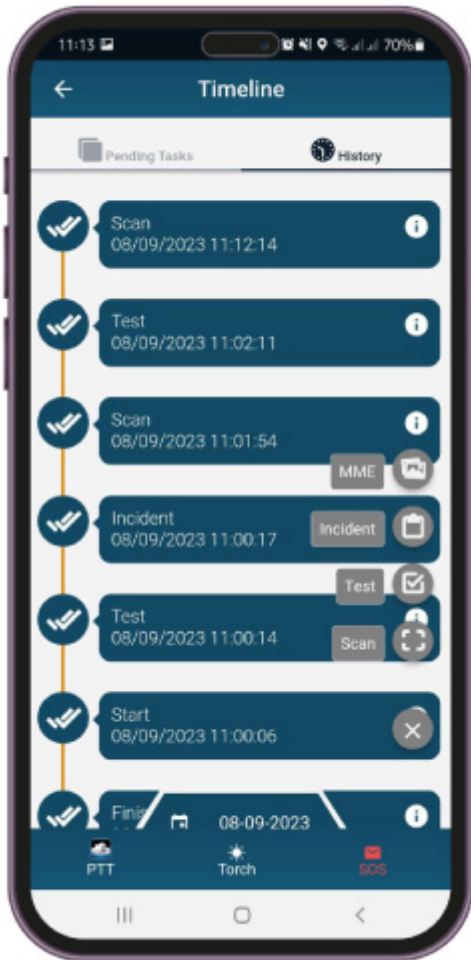 11:13 70%
Timeline
Pending Tasks History
Scan
08/09/2023 11:12:14
Test
08/09/2023 11:02:11
Scan
08/09/2023 11:01:54
MME
Incident
08/09/2023 11:00:17
Incident
Test
Test
08/09/2023 11:00:14
Scan
Start
08/09/2023 11:00:06
08-09-2023
PTT Torch SOS